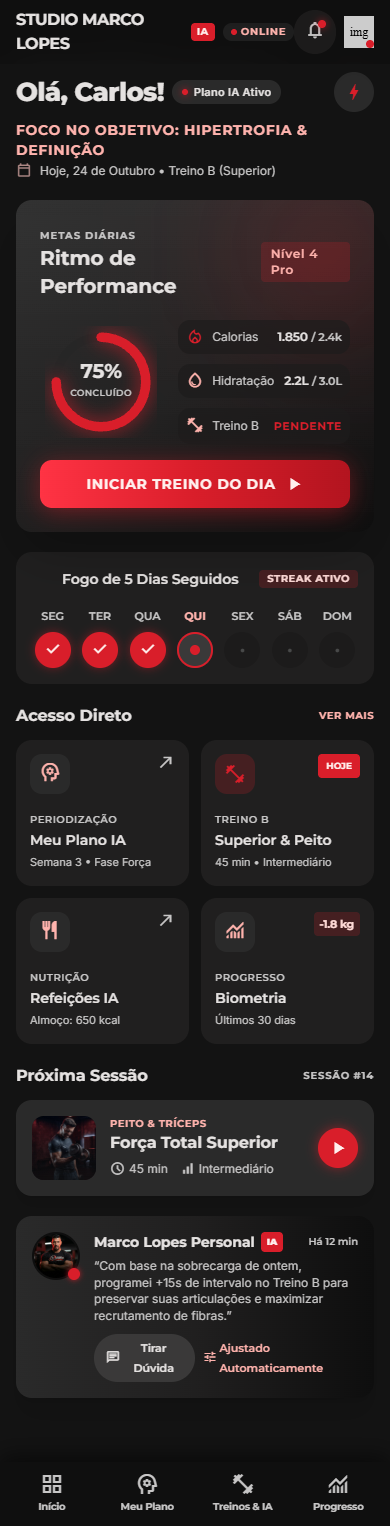 STUDIO MARCO
LOPES
IA
ONLINE
img
Olá, Carlos!
Plano IA Ativo
FOCO NO OBJETIVO: HIPERTROFIA &
DEFINIÇÃO
Hoje, 24 de Outubro • Treino B (Superior)
METAS DIÁRIAS
Ritmo de
Performance
Nível 4
Pro
75%
CONCLUÍDO
Calorias 1.850 / 2.4k
Hidratação 2.2L / 3.0L
Treino B PENDENTE
INICIAR TREINO DO DIA
Fogo de 5 Dias Seguidos
STREAK ATIVO
SEG TER QUA QUI SEX SÁB DOM
Acesso Direto
VER MAIS
PERIODIZAÇÃO
Meu Plano IA
Semana 3 • Fase Força
HOJE
TREINO B
Superior & Peito
45 min • Intermediário
NUTRIÇÃO
Refeições IA
Almoço: 650 kcal
-1.8 kg
PROGRESSO
Biometria
Últimos 30 dias
Próxima Sessão
SESSÃO #14
PEITO & TRÍCEPS
Força Total Superior
45 min Intermediário
Marco Lopes Personal IA Há 12 min
"Com base na sobrecarga de ontem,
programei +15s de intervalo no Treino B para
preservar suas articulações e maximizar
recrutamento de fibras."
Tirar
Dúvida
Ajustado
Automaticamente
Início Meu Plano Treinos & IA Progresso